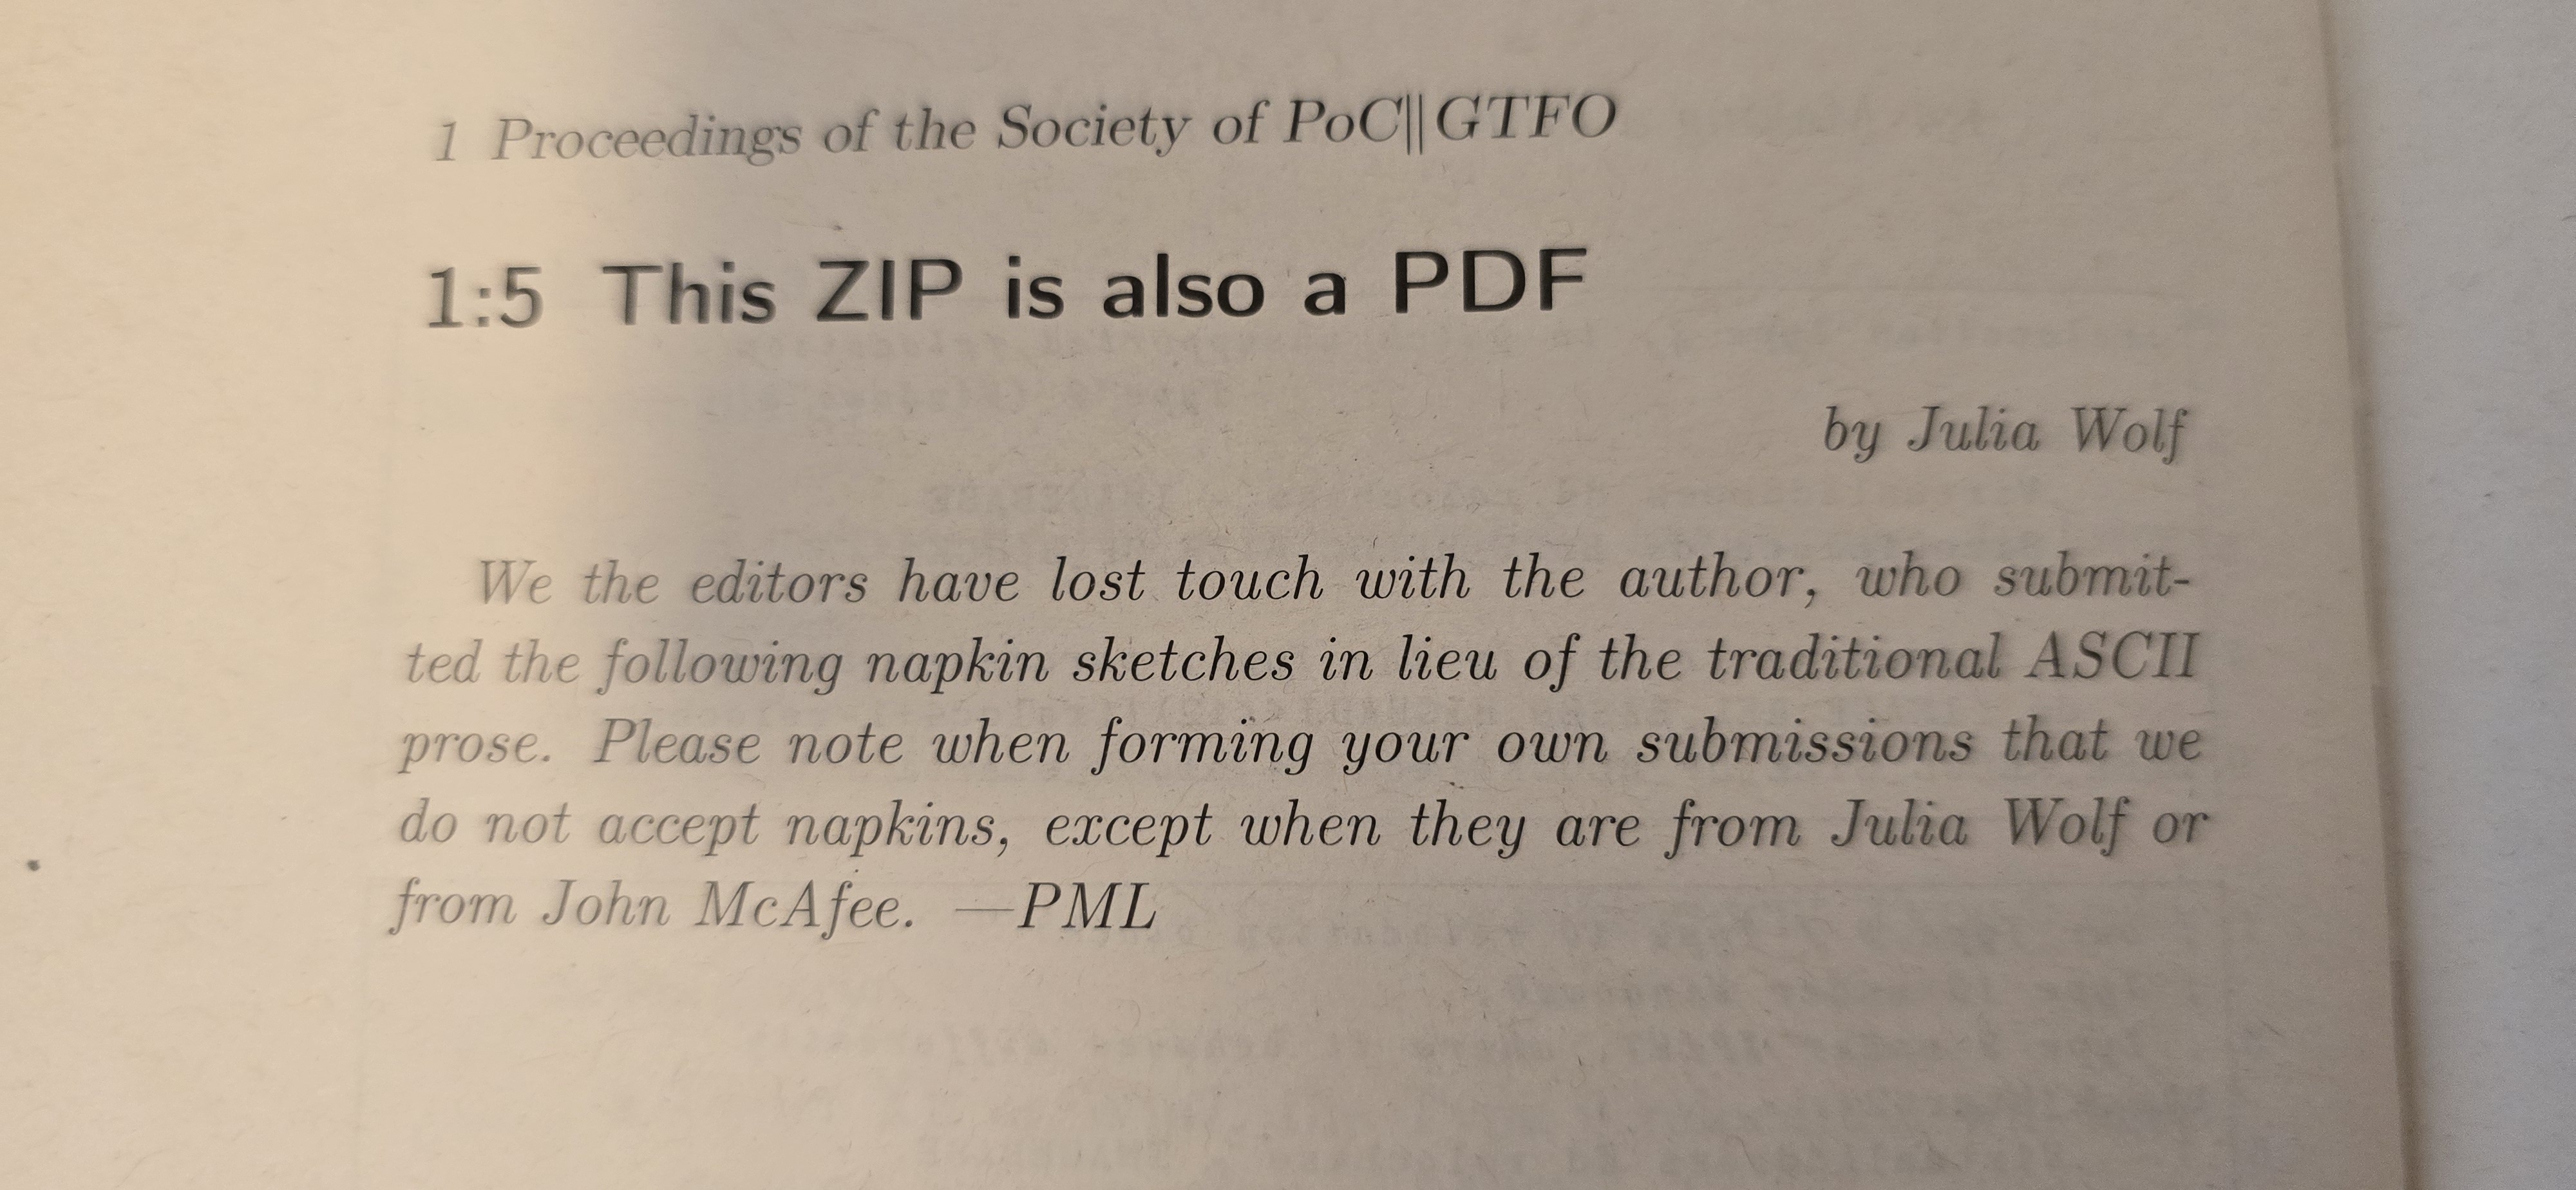 1 Proceedings of the Society of PoC||GTFO
1:5 This ZIP is also a PDF
by Julia Wolf
We the editors have lost touch with the author, who submit-
ted the following napkin sketches in lieu of the traditional ASCII
prose. Please note when forming your own submissions that we
do not accept napkins, except when they are from Julia Wolf or
from John McAfee. —PML